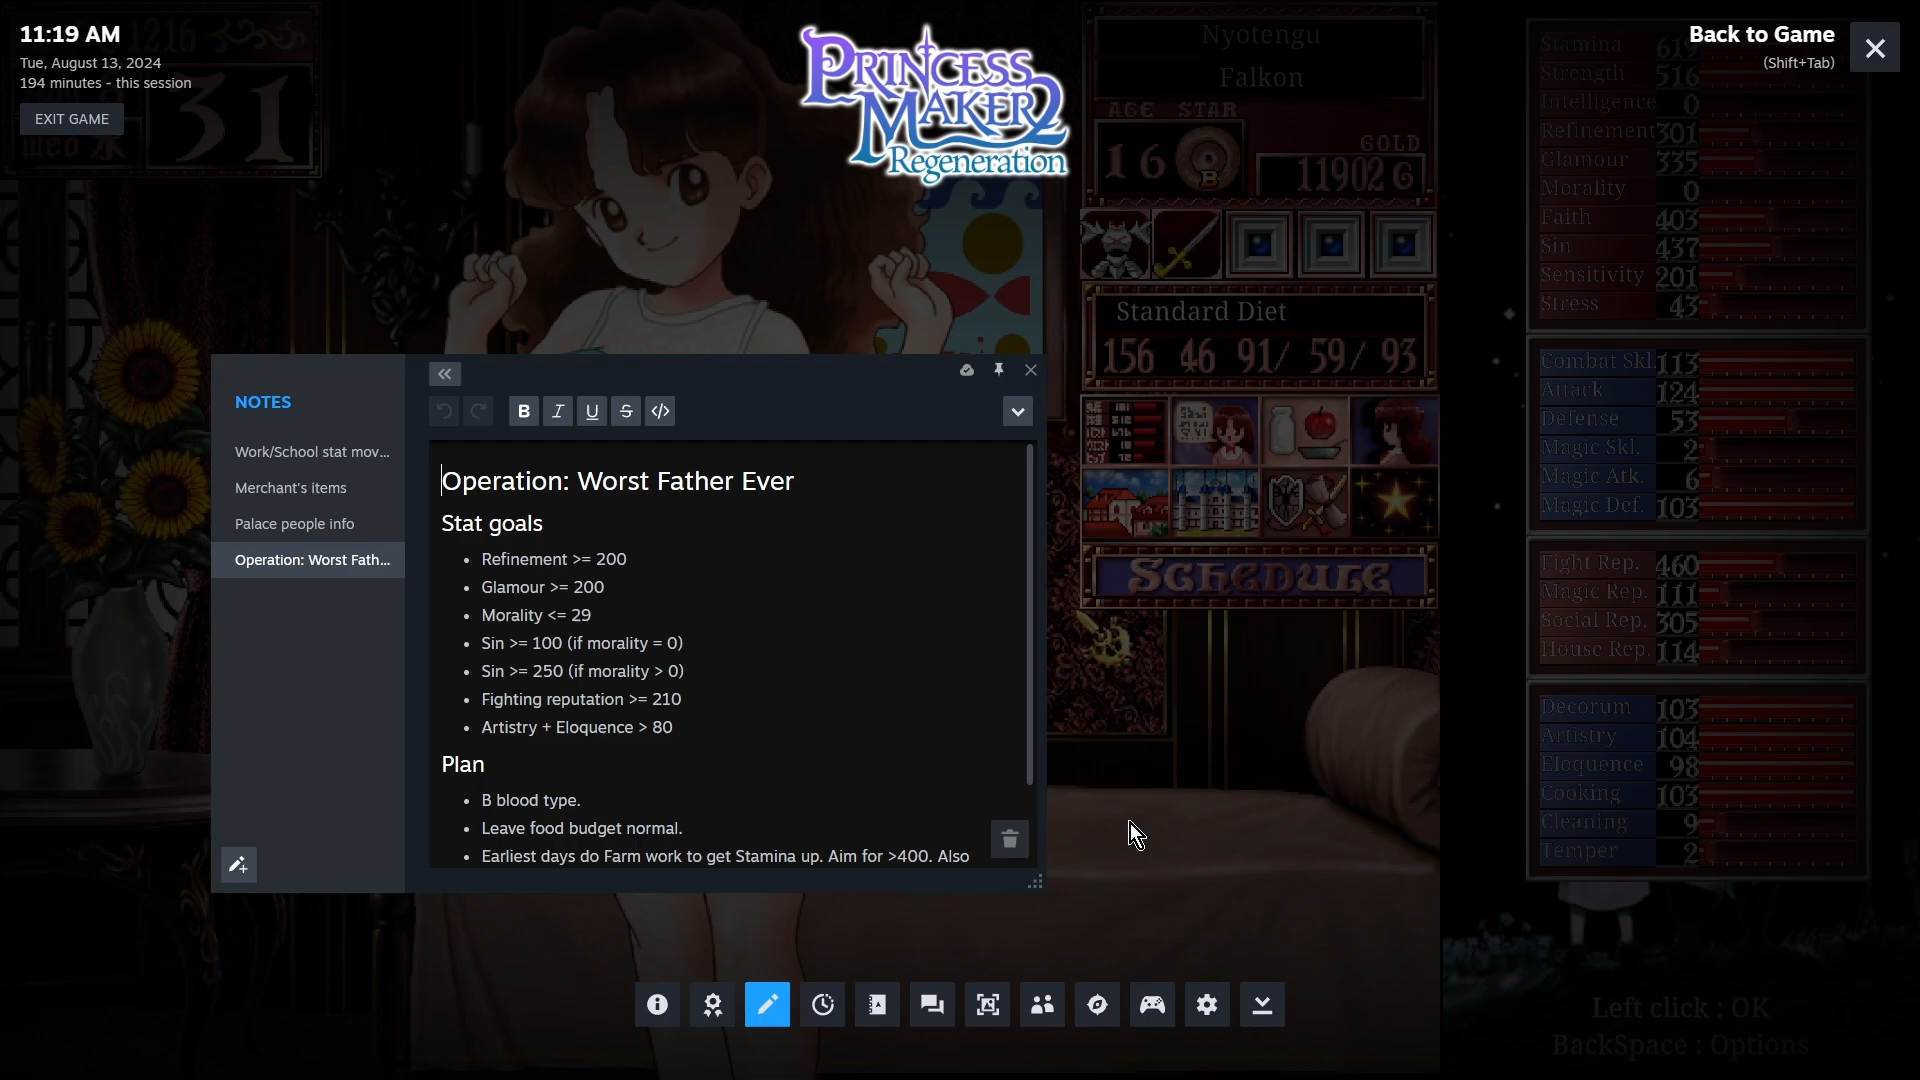 11:19 AM
Tue, August 13, 2024
194 minutes - this session
EXIT GAME
1216
31
wed 水
PRINCESS
MAKER 2
Regeneration
Back to Game
(Shift+Tab)
Nyotengu
Falkon
AGE STAR
GOLD
16 B 11902 G
Standard Diet
156 46 91/ 59/ 93
SCHEDULE
Stamina 619
Strength 516
Intelligence 0
Refinement 301
Glamour 335
Morality 0
Faith 403
Sin 437
Sensitivity 201
Stress 43
Combat Skl. 113
Attack 124
Defense 53
Magic Skl. 2
Magic Atk. 6
Magic Def. 103
Fight Rep. 460
Magic Rep. 111
Social Rep. 305
House Rep. 114
Decorum 103
Artistry 104
Eloquence 98
Cooking 103
Cleaning 9
Temper 2
NOTES
Work/School stat mov...
Merchant's items
Palace people info
Operation: Worst Fath...
B I U S </>
Operation: Worst Father Ever
Stat goals
• Refinement >= 200
• Glamour >= 200
• Morality <= 29
• Sin >= 100 (if morality = 0)
• Sin >= 250 (if morality > 0)
• Fighting reputation >= 210
• Artistry + Eloquence > 80
Plan
• B blood type.
• Leave food budget normal.
• Earliest days do Farm work to get Stamina up. Aim for >400. Also
Left click : OK
BackSpace : Options